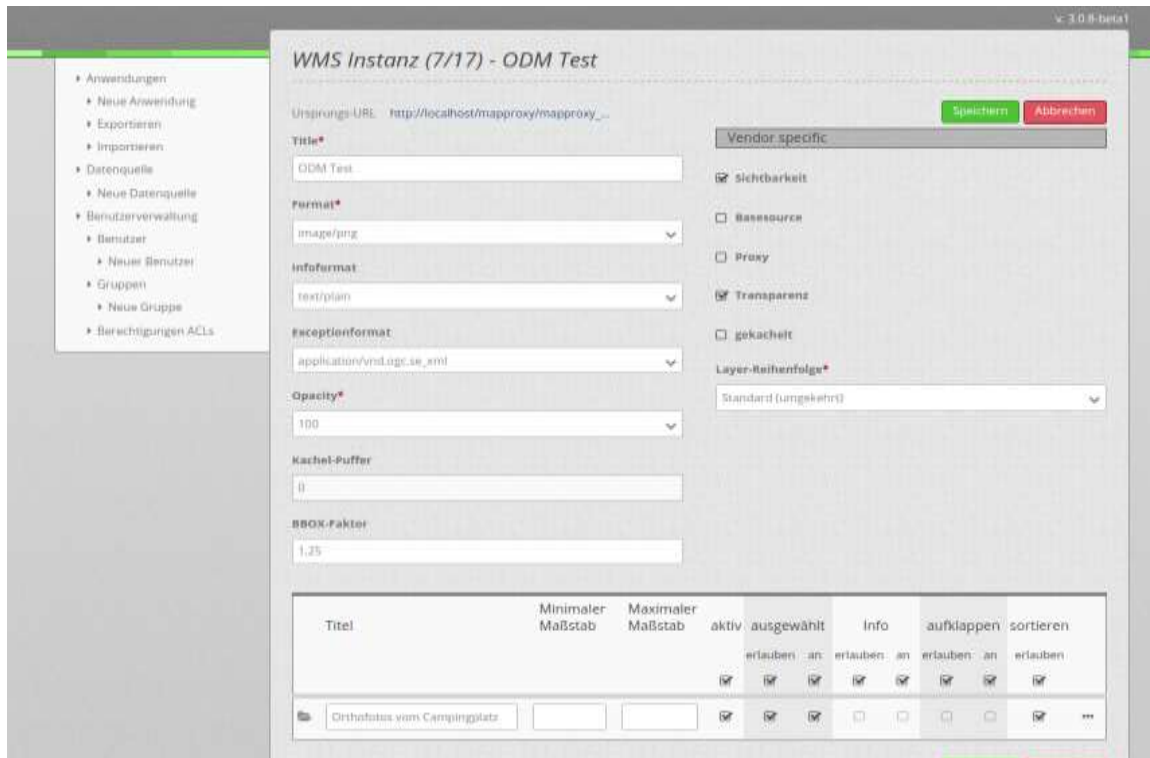 v: 3.0.8-beta1
WMS Instanz (7/17) - ODM Test
Anwendungen
Neue Anwendung
Exportieren
Importieren
Datenquelle
Neue Datenquelle
Benutzerverwaltung
Benutzer
Neuer Benutzer
Gruppen
Neue Gruppe
Berechtigungen ACLs
Ursprungs-URL http://localhost/mapproxy/mapproxy_...
Speichern Abbrechen
Title*
ODM Test
Format*
image/png
Infoformat
text/plain
Exceptionformat
application/vnd.ogc.se_xml
Opacity*
100
Kachel-Puffer
0
BBOX-Faktor
1.25
Vendor specific
Sichtbarkeit
Basesource
Proxy
Transparenz
gekachelt
Layer-Reihenfolge*
Standard (umgekehrt)
Titel Minimaler Maßstab Maximaler Maßstab aktiv ausgewählt Info aufklappen sortieren
erlauben an erlauben an erlauben an erlauben
Orthofotos vom Campingplatz